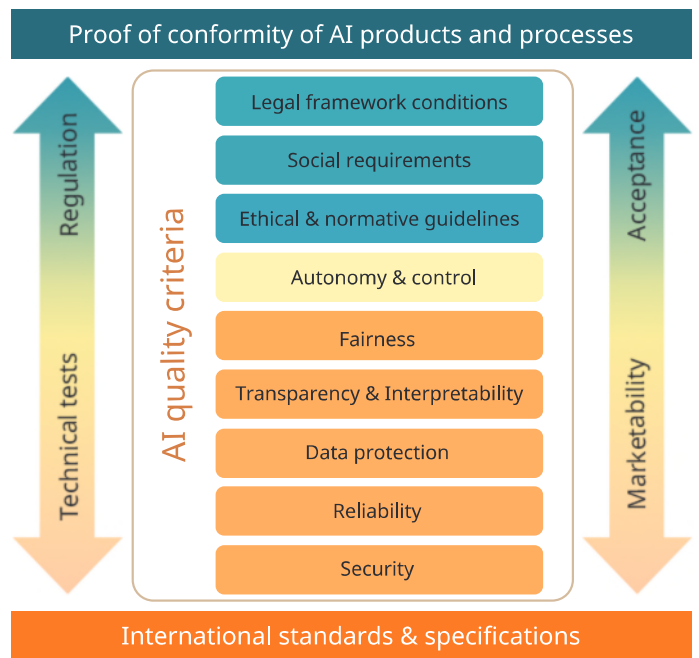 Proof of conformity of AI products and processes
Regulation
Technical tests
AI quality criteria
Legal framework conditions
Social requirements
Ethical & normative guidelines
Autonomy & control
Fairness
Transparency & Interpretability
Data protection
Reliability
Security
Acceptance
Marketability
International standards & specifications